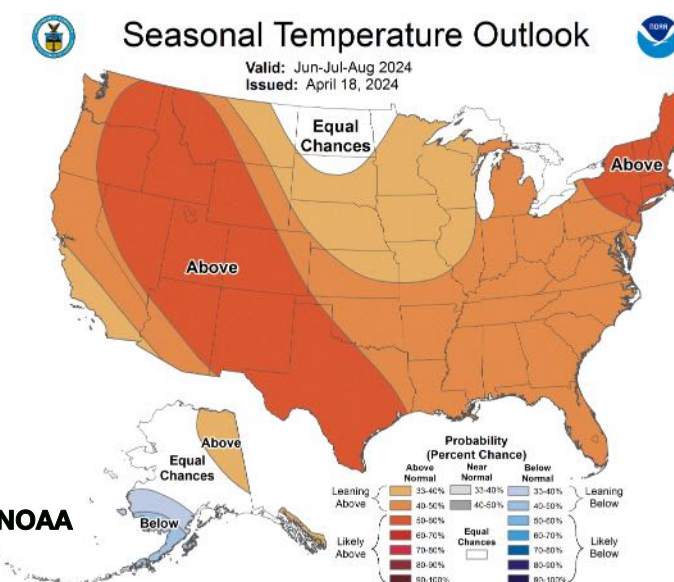 Seasonal Temperature Outlook
NOAA
Valid: Jun-Jul-Aug 2024
Issued: April 18, 2024
Equal
Chances
Above
Above
Above
Equal
Chances
Below
NOAA
Probability
(Percent Chance)
Above
Normal
Near
Normal
Below
Normal
Leaning
Above
33-40% 33-40% 33-40%
40-50% 40-50% 40-50%
Leaning
Below
Likely
Above
50-60% 50-60%
60-70% 60-70%
70-80% 70-80%
80-90% 80-90%
90-100% 90-100%
Equal
Chances
Likely
Below